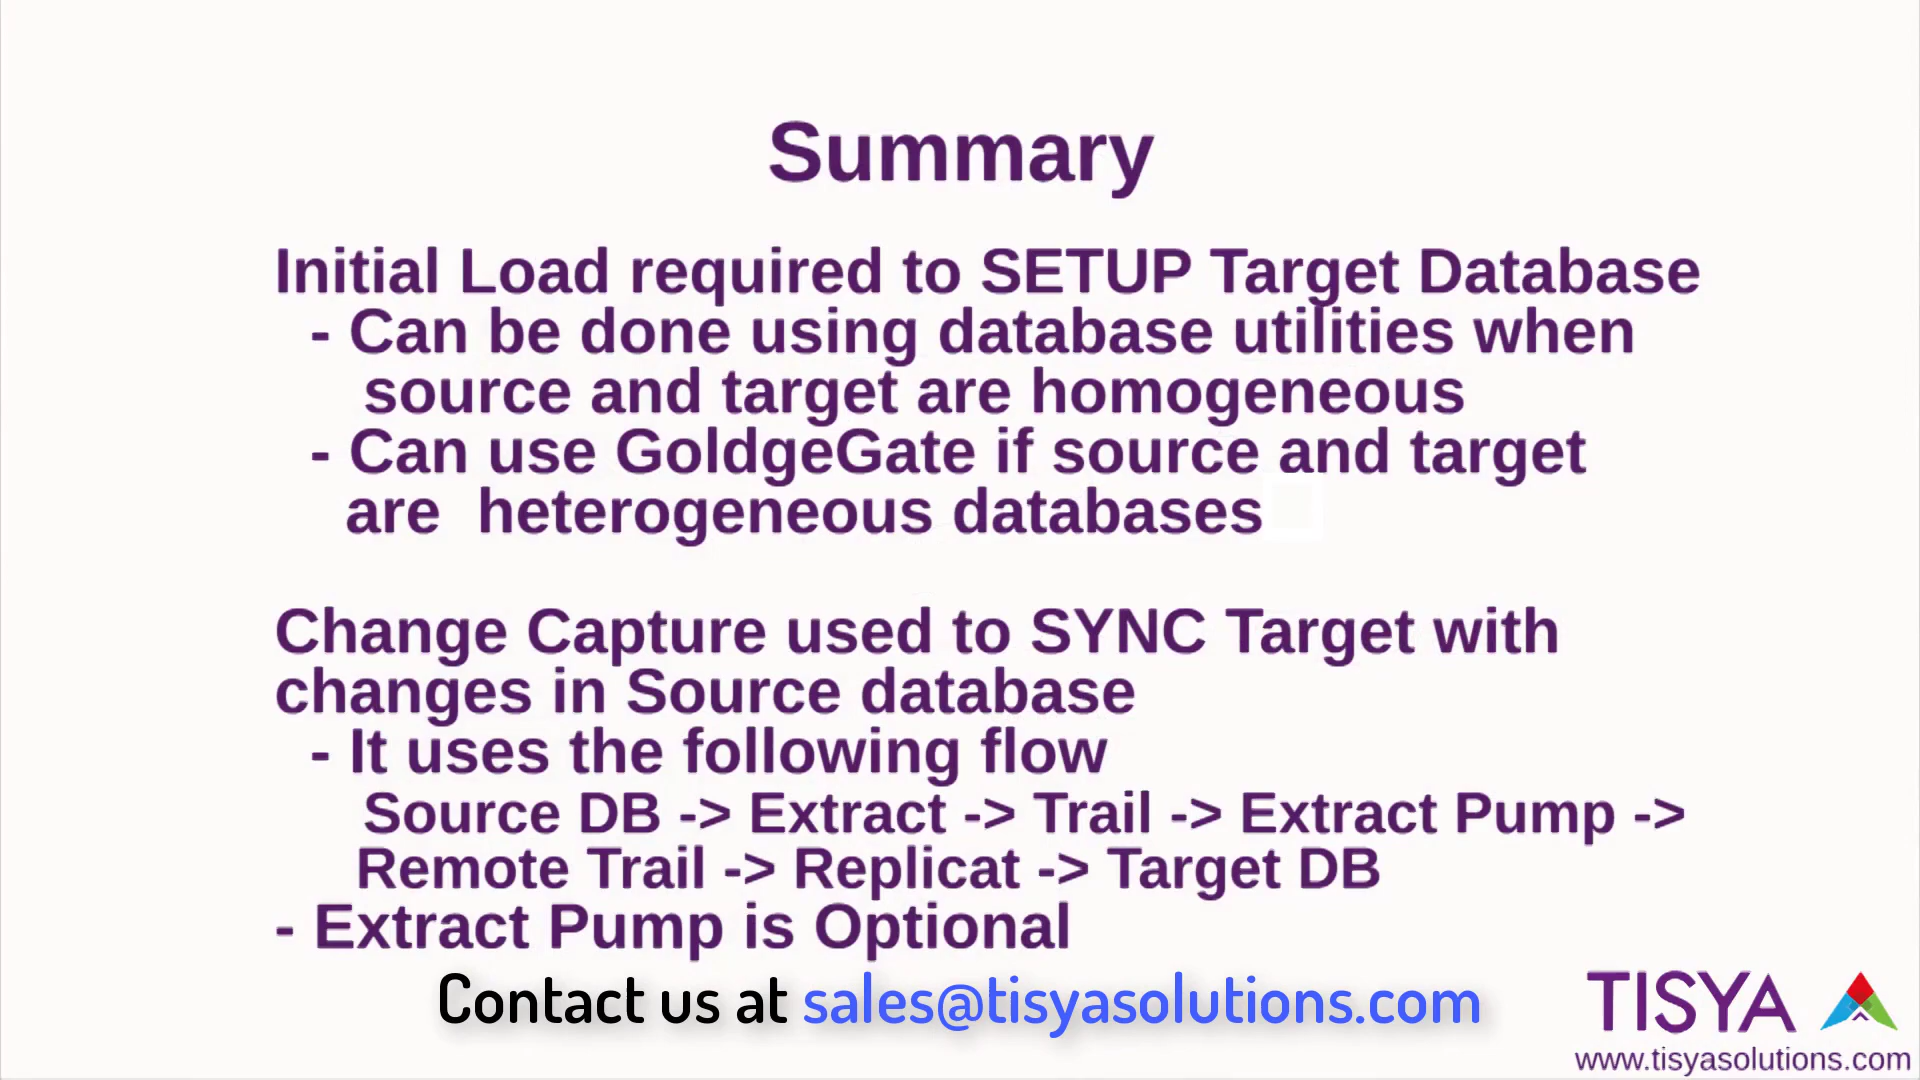 Summary
Initial Load required to SETUP Target Database
- Can be done using database utilities when
source and target are homogeneous
- Can use GoldgeGate if source and target
are  heterogeneous databases
Change Capture used to SYNC Target with
changes in Source database
- It uses the following flow
Source DB -> Extract -> Trail -> Extract Pump ->
Remote Trail -> Replicat -> Target DB
- Extract Pump is Optional
Contact us at sales@tisyasolutions.com
TISYA
www.tisyasolutions.com